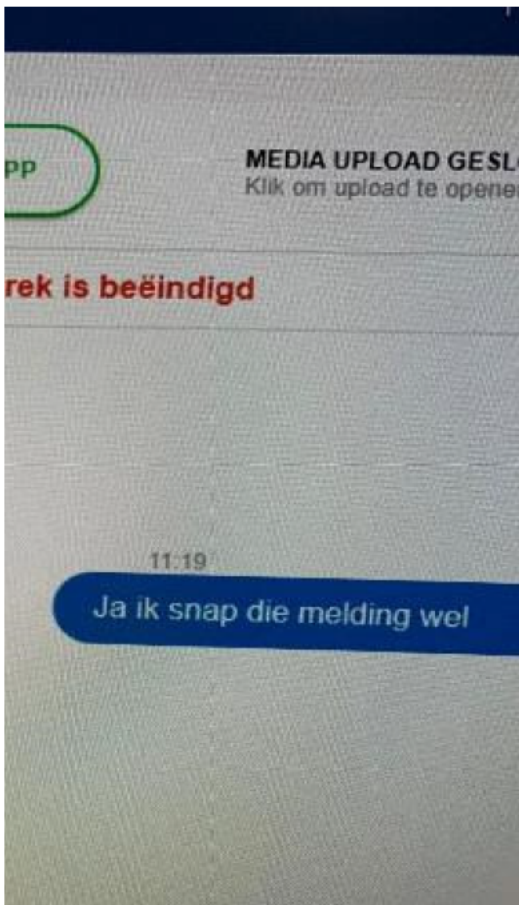 PP
MEDIA UPLOAD GESLO
Klik om upload te openen
rek is beëindigd
11:19
Ja ik snap die melding wel